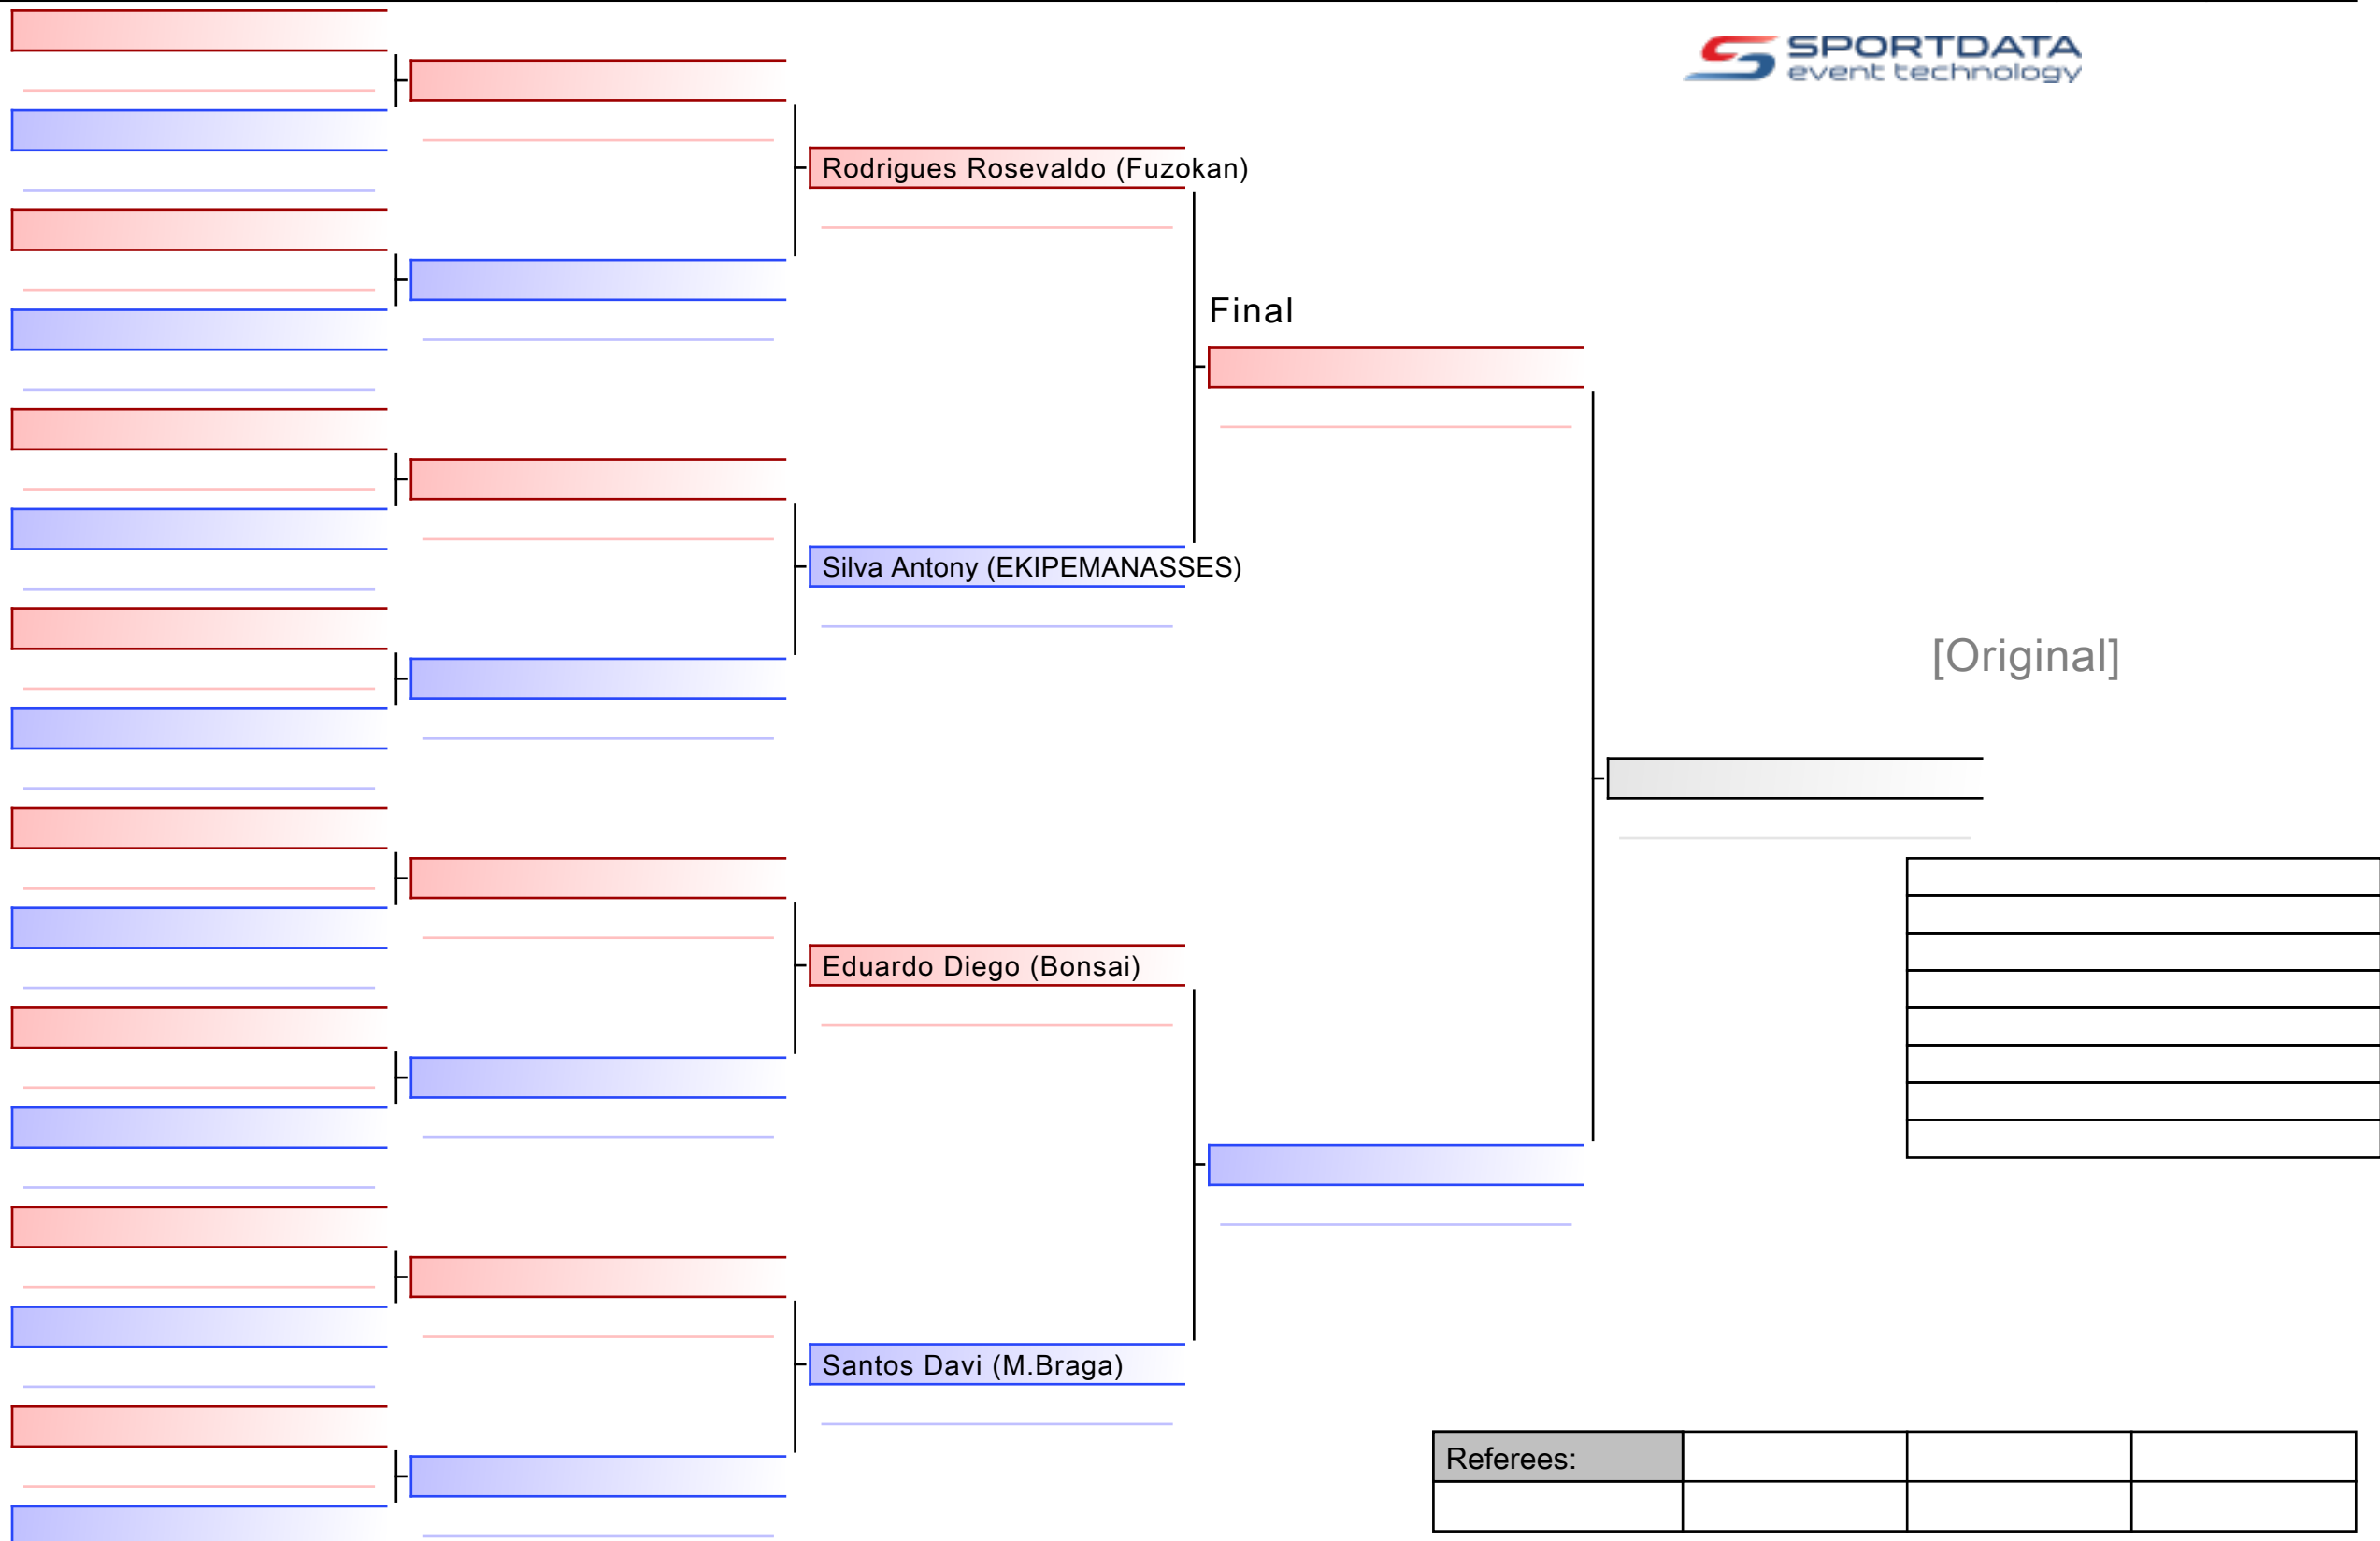 SPORTDATA
event technology
Rodrigues Rosevaldo (Fuzokan)
Final
Silva Antony (EKIPEMANASSES)
[Original]
Eduardo Diego (Bonsai)
Santos Davi (M.Braga)
Referees: